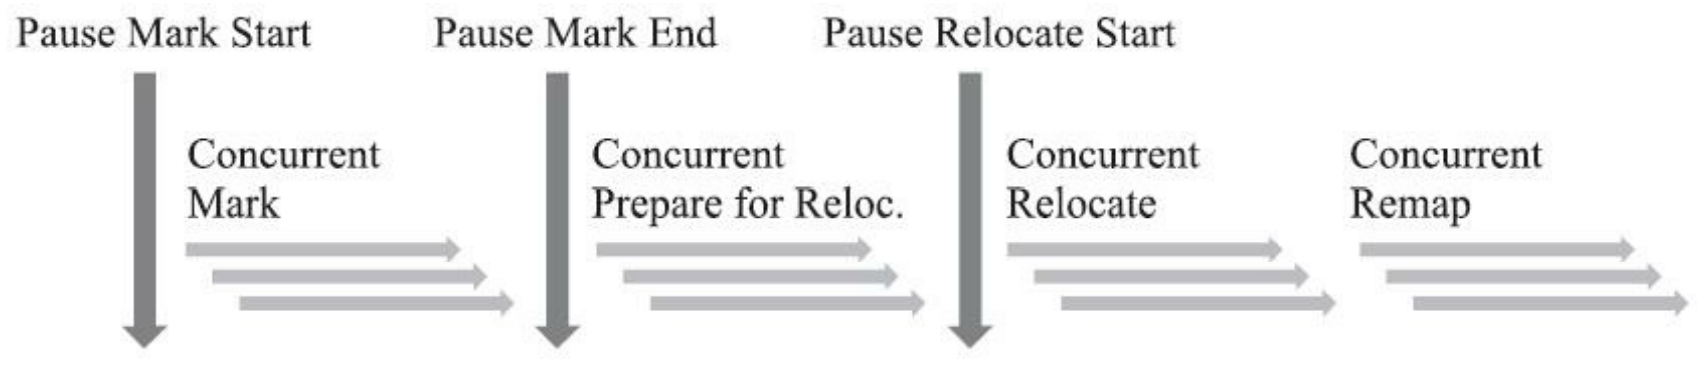 Pause Mark Start
Pause Mark End
Pause Relocate Start
Concurrent
Mark
Concurrent
Prepare for Reloc.
Concurrent
Relocate
Concurrent
Remap